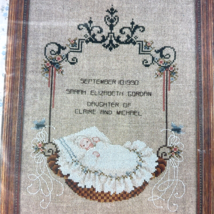 SEPTEMBER 10 1990
SARAH ELIZABETH GORDAN
DAUGHTER OF
CLAIRE AND MICHAEL